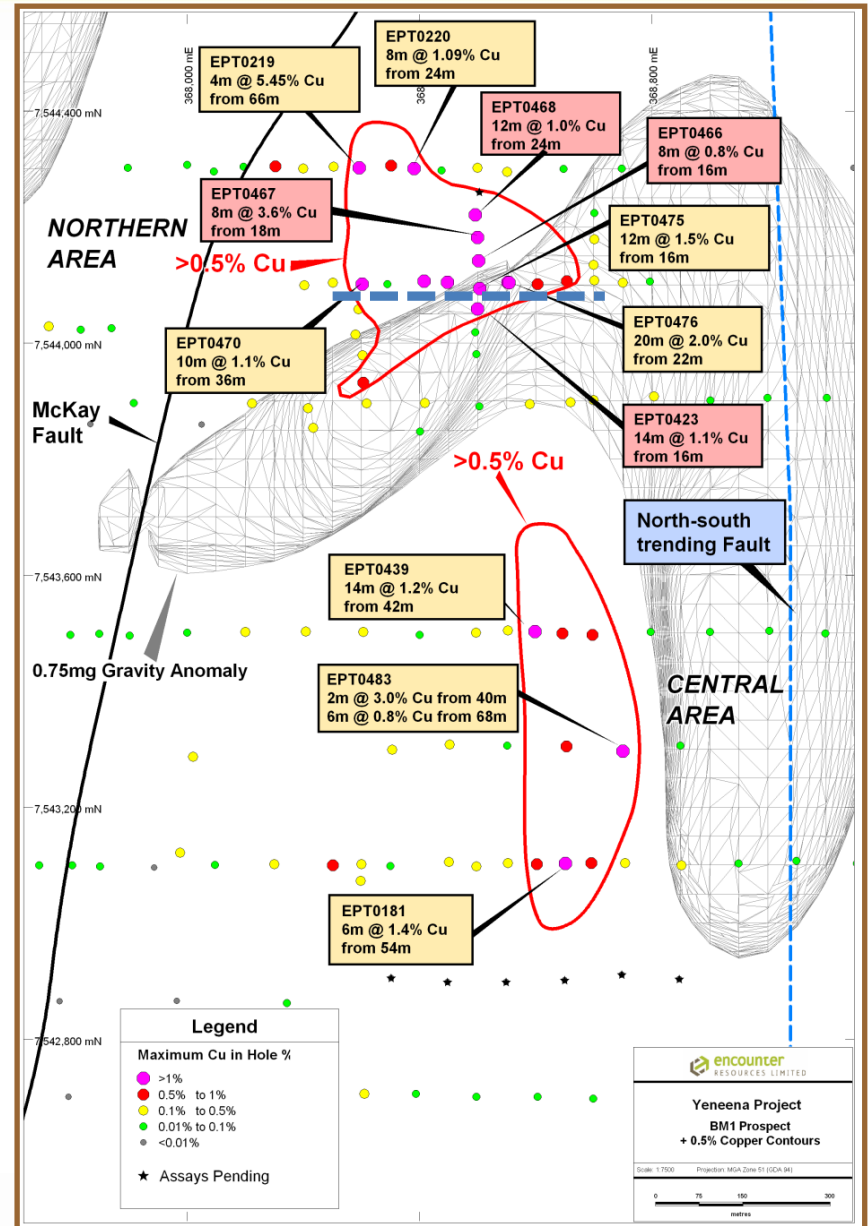 368,000 mE
368,800 mE
EPT0219
4m @ 5.45% Cu
from 66m
EPT0220
8m @ 1.09% Cu
from 24m
7,544,400 mN
EPT0468
12m @ 1.0% Cu
from 24m
EPT0466
8m @ 0.8% Cu
from 16m
EPT0467
8m @ 3.6% Cu
from 18m
NORTHERN
AREA
>0.5% Cu
EPT0475
12m @ 1.5% Cu
from 16m
EPT0476
20m @ 2.0% Cu
from 22m
EPT0470
10m @ 1.1% Cu
from 36m
7,544,000 mN
McKay
Fault
EPT0423
14m @ 1.1% Cu
from 16m
>0.5% Cu
North-south
trending Fault
7,543,600 mN
EPT0439
14m @ 1.2% Cu
from 42m
0.75mg Gravity Anomaly
EPT0483
2m @ 3.0% Cu from 40m
6m @ 0.8% Cu from 68m
CENTRAL
AREA
7,543,200 mN
EPT0181
6m @ 1.4% Cu
from 54m
7,542,800 mN
Legend
Maximum Cu in Hole %
>1%
0.5% to 1%
0.1% to 0.5%
0.01% to 0.1%
<0.01%
Assays Pending
encounter
RESOURCES LIMITED
Yeneena Project
BM1 Prospect
+ 0.5% Copper Contours
Scale: 1:7500 Projection: MGA Zone 51 (GDA 94)
0 75 150 300
metres